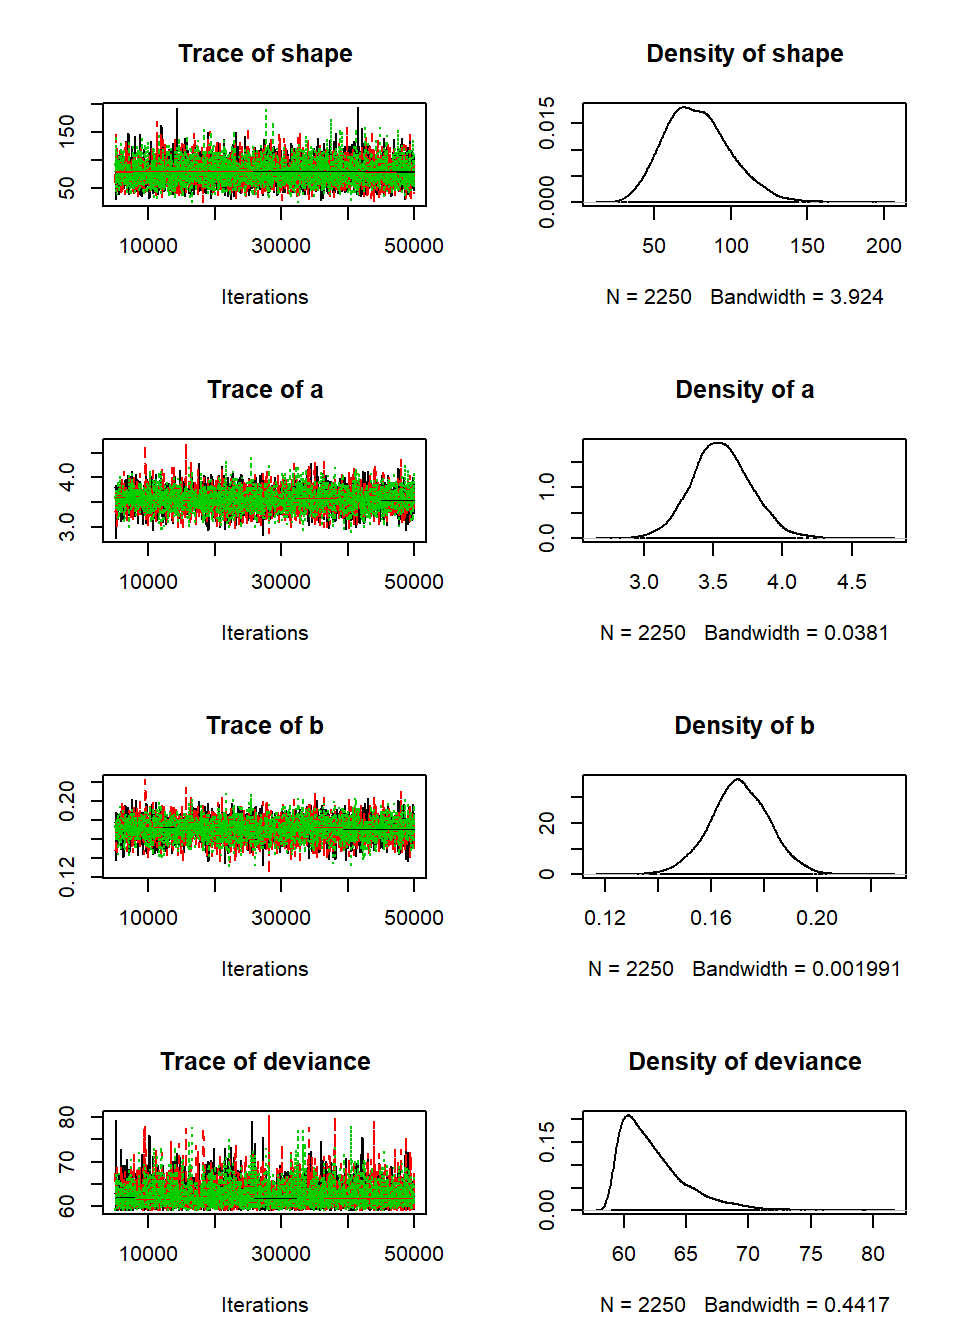 Trace of shape
50 150
10000 30000 50000
Iterations
Density of shape
0.000 0.015
50 100 150 200
N = 2250 Bandwidth = 3.924
Trace of a
3.0 4.0
10000 30000 50000
Iterations
Density of a
0.0 1.0
3.0 3.5 4.0 4.5
N = 2250 Bandwidth = 0.0381
Trace of b
0.12 0.20
10000 30000 50000
Iterations
Density of b
0 20
0.12 0.16 0.20
N = 2250 Bandwidth = 0.001991
Trace of deviance
60 70 80
10000 30000 50000
Iterations
Density of deviance
0.00 0.15
60 65 70 75 80
N = 2250 Bandwidth = 0.4417